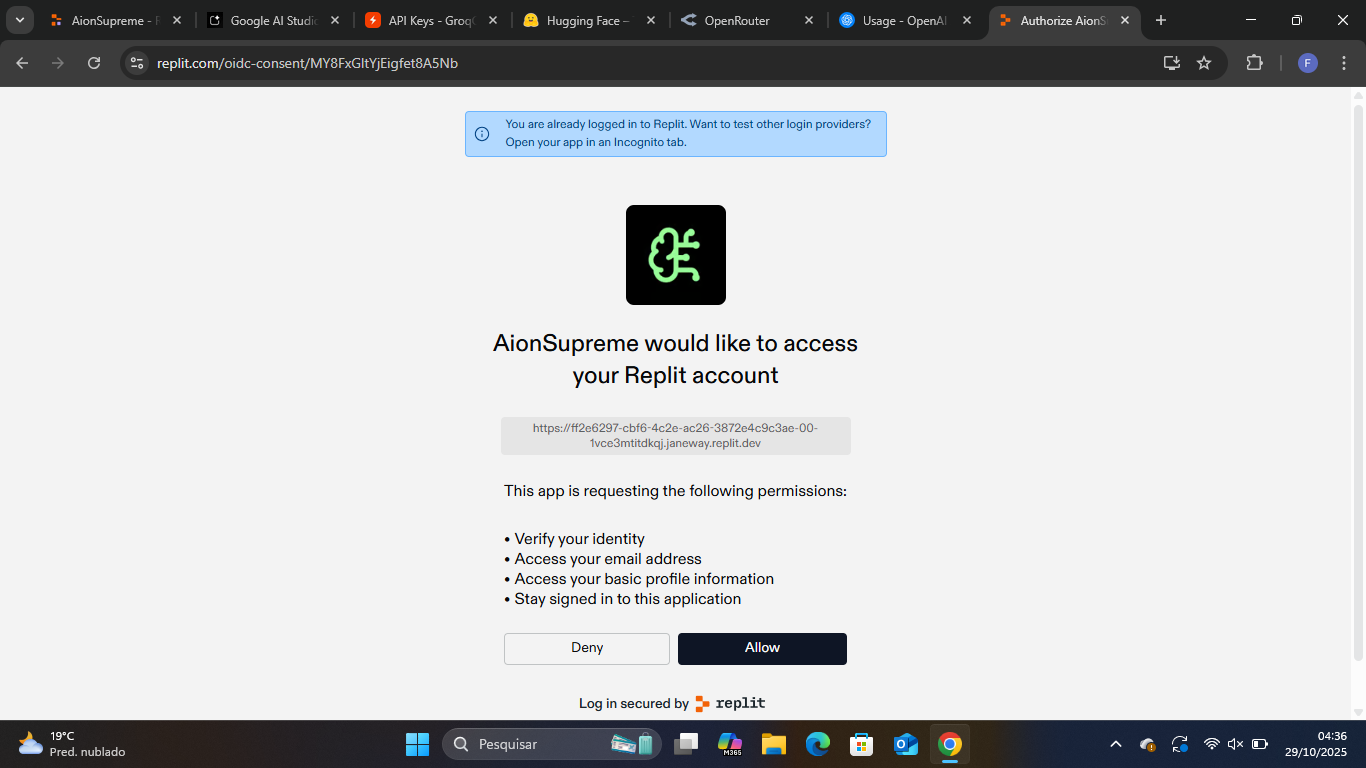 AionSupreme - R
Google AI Studio
API Keys - GroqC
Hugging Face –
OpenRouter
Usage - OpenAI
Authorize AionS
replit.com/oidc-consent/MY8FxGltYjEigfet8A5Nb
F
You are already logged in to Replit. Want to test other login providers?
Open your app in an Incognito tab.
AionSupreme would like to access
your Replit account
https://ff2e6297-cbf6-4c2e-ac26-3872e4c9c3ae-00-
1vce3mtitdkqj.janeway.replit.dev
This app is requesting the following permissions:
• Verify your identity
• Access your email address
• Access your basic profile information
• Stay signed in to this application
Deny
Allow
Log in secured by replit
19°C
Pred. nublado
Pesquisar
M365
04:36
29/10/2025